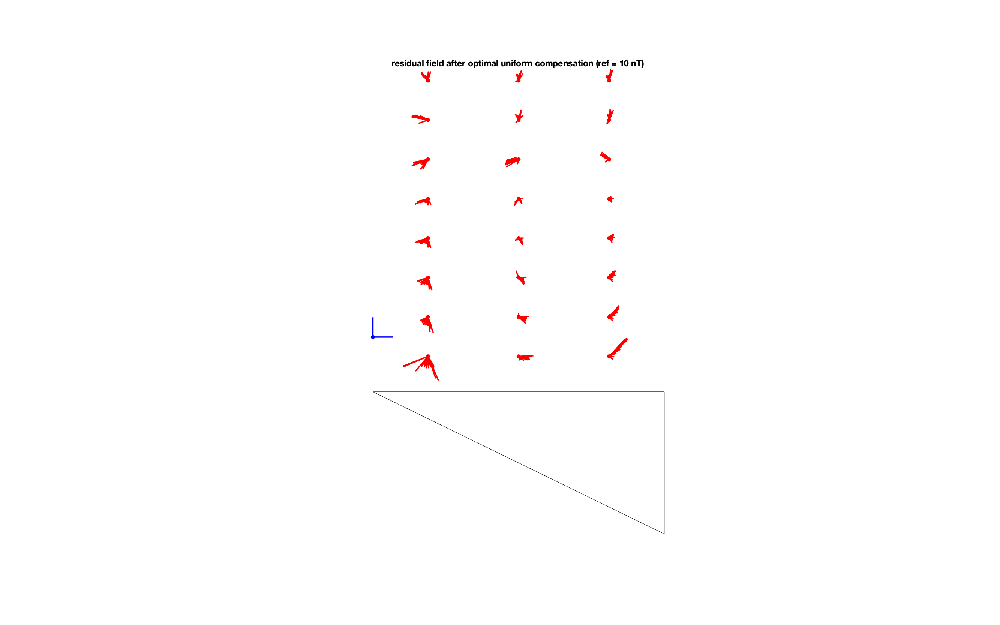 residual field after optimal uniform compensation (ref = 10 nT)